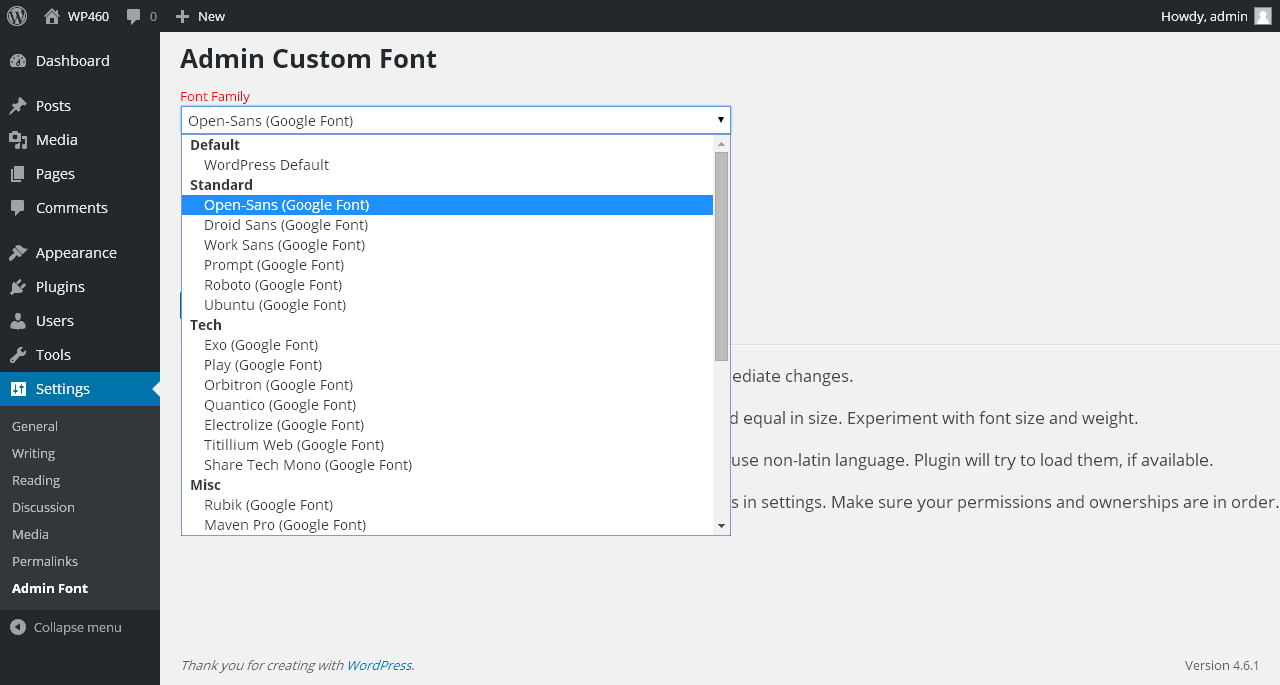 WP460
0
New
Howdy, admin
Dashboard
Posts
Media
Pages
Comments
Appearance
Plugins
Users
Tools
Settings
General
Writing
Reading
Discussion
Media
Permalinks
Admin Font
Collapse menu
Admin Custom Font
Font Family
Open-Sans (Google Font)
Default
WordPress Default
Standard
Open-Sans (Google Font)
Droid Sans (Google Font)
Work Sans (Google Font)
Prompt (Google Font)
Roboto (Google Font)
Ubuntu (Google Font)
Tech
Exo (Google Font)
Play (Google Font)
Orbitron (Google Font)
Quantico (Google Font)
Electrolize (Google Font)
Titillium Web (Google Font)
Share Tech Mono (Google Font)
Misc
Rubik (Google Font)
Maven Pro (Google Font)
ediate changes.
d equal in size. Experiment with font size and weight.
use non-latin language. Plugin will try to load them, if available.
s in settings. Make sure your permissions and ownerships are in order.
Thank you for creating with WordPress.
Version 4.6.1